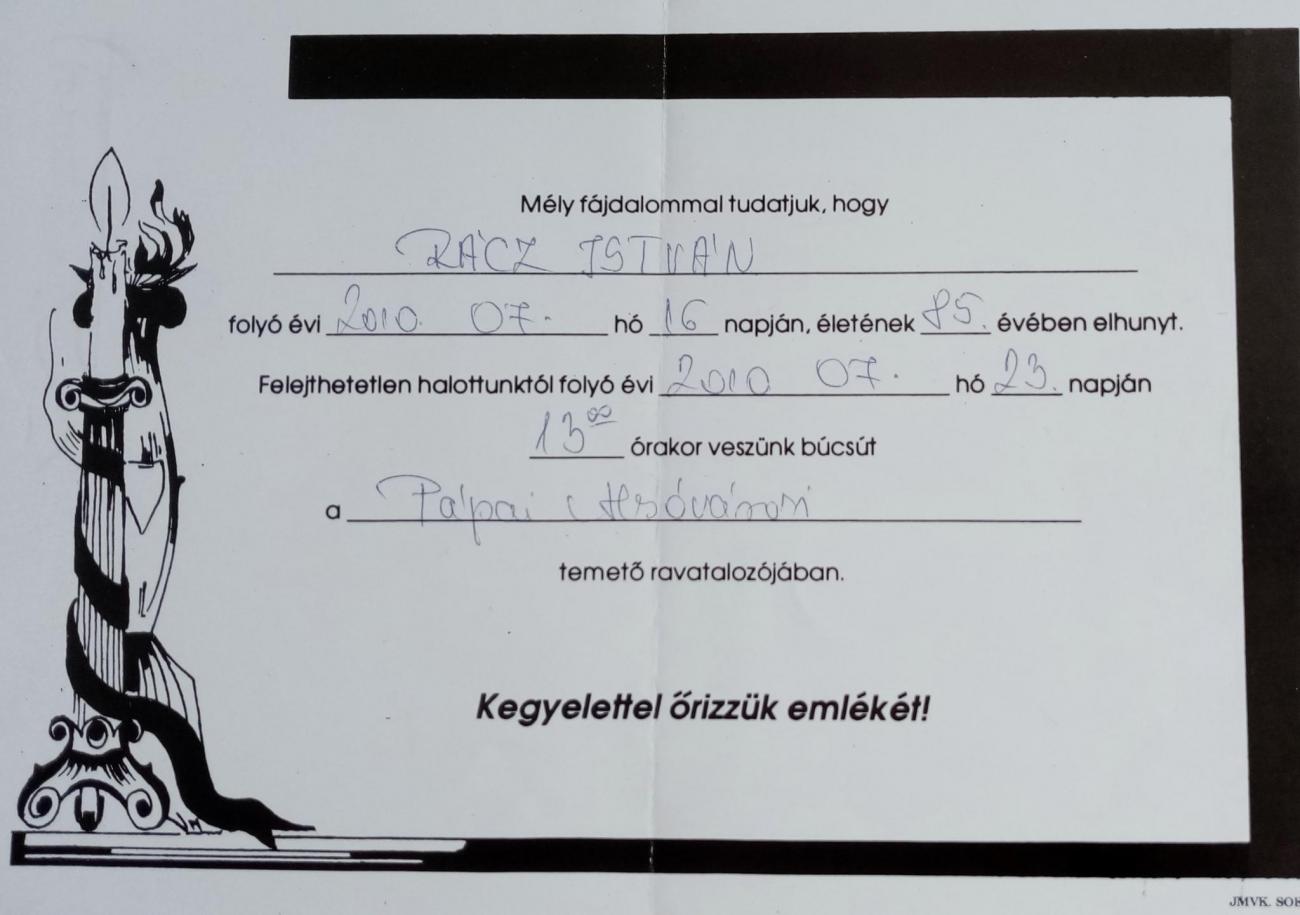 Mély fájdalommal tudatjuk, hogy
RÁCZ ISTVÁN
folyó évi 2010. 07. hó 16 napján, életének 85. évében elhunyt.
Felejthetetlen halottunktól folyó évi 2010 07. hó 23. napján
13⁰⁰ órakor veszünk búcsút
a Pápai Alsóvárosi
temető ravatalozójában.
Kegyelettel őrizzük emlékét!
JMVK.